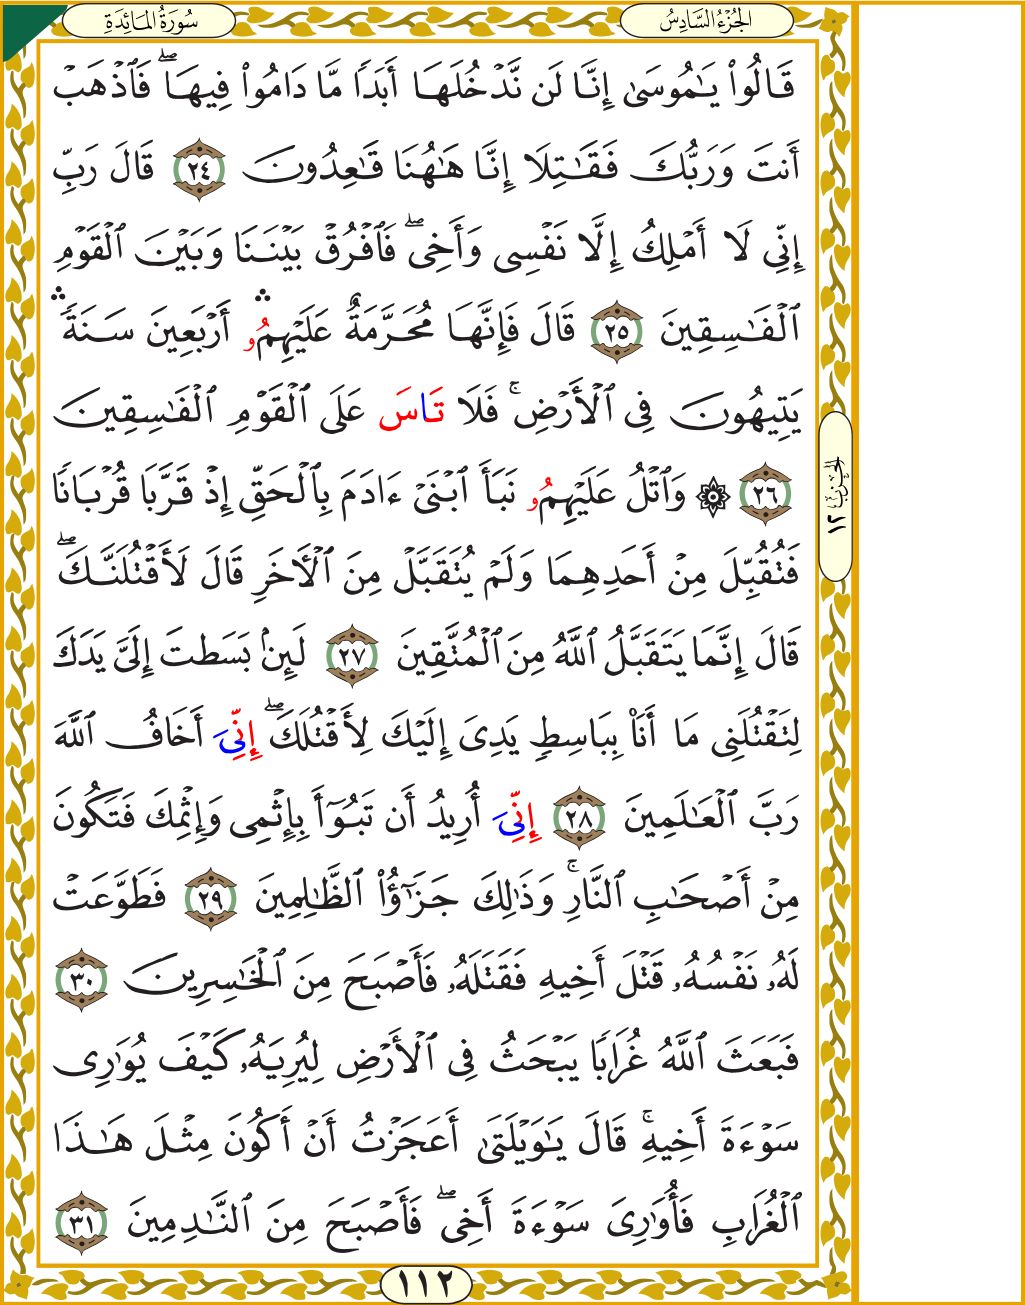 الجُزْءُ السَّادِسُ
سُورَةُ المَائِدَةِ
قَالُواْ يَٰمُوسَىٰ إِنَّا لَن نَّدۡخُلَهَا أَبَدٗا مَّا دَامُواْ فِيهَا ۖ فَٱذۡهَبۡ
أَنتَ وَرَبُّكَ فَقَٰتِلَا إِنَّا هَٰهُنَا قَٰعِدُونَ ٢٤ قَالَ رَبِّ
إِنِّي لَا أَمۡلِكُ إِلَّا نَفۡسِي وَأَخِي ۖ فَٱفۡرُقۡ بَيۡنَنَا وَبَيۡنَ ٱلۡقَوۡمِ
ٱلۡفَٰسِقِينَ ٢٥ قَالَ فَإِنَّهَا مُحَرَّمَةٌ عَلَيۡهِمُۥ ۛ أَرۡبَعِينَ سَنَةٗ ۛ
يَتِيهُونَ فِي ٱلۡأَرۡضِ ۚ فَلَا تَاسَ عَلَى ٱلۡقَوۡمِ ٱلۡفَٰسِقِينَ
٢٦ ۞ وَٱتۡلُ عَلَيۡهِمُۥ نَبَأَ ٱبۡنَيۡ ءَادَمَ بِٱلۡحَقِّ إِذۡ قَرَّبَا قُرۡبَانٗا
فَتُقُبِّلَ مِنۡ أَحَدِهِمَا وَلَمۡ يُتَقَبَّلۡ مِنَ ٱلۡأٓخَرِ قَالَ لَأَقۡتُلَنَّكَ ۖ
قَالَ إِنَّمَا يَتَقَبَّلُ ٱللَّهُ مِنَ ٱلۡمُتَّقِينَ ٢٧ لَئِنۢ بَسَطتَ إِلَيَّ يَدَكَ
لِتَقۡتُلَنِي مَا أَنَا۠ بِبَاسِطٖ يَدِيَ إِلَيۡكَ لِأَقۡتُلَكَ ۖ إِنِّيَ أَخَافُ ٱللَّهَ
رَبَّ ٱلۡعَٰلَمِينَ ٢٨ إِنِّيَ أُرِيدُ أَن تَبُوٓأَ بِإِثۡمِي وَإِثۡمِكَ فَتَكُونَ
مِنۡ أَصۡحَٰبِ ٱلنَّارِ ۚ وَذَٰلِكَ جَزَٰٓؤُاْ ٱلظَّٰلِمِينَ ٢٩ فَطَوَّعَتۡ
لَهُۥ نَفۡسُهُۥ قَتۡلَ أَخِيهِ فَقَتَلَهُۥ فَأَصۡبَحَ مِنَ ٱلۡخَٰسِرِينَ ٣٠
فَبَعَثَ ٱللَّهُ غُرَابٗا يَبۡحَثُ فِي ٱلۡأَرۡضِ لِيُرِيَهُۥ كَيۡفَ يُوَٰرِي
سَوۡءَةَ أَخِيهِ ۚ قَالَ يَٰوَيۡلَتَىٰ أَعَجَزۡتُ أَنۡ أَكُونَ مِثۡلَ هَٰذَا
ٱلۡغُرَابِ فَأُوَٰرِيَ سَوۡءَةَ أَخِي ۖ فَأَصۡبَحَ مِنَ ٱلنَّٰدِمِينَ ٣١
الحزب ١٢
١١٢